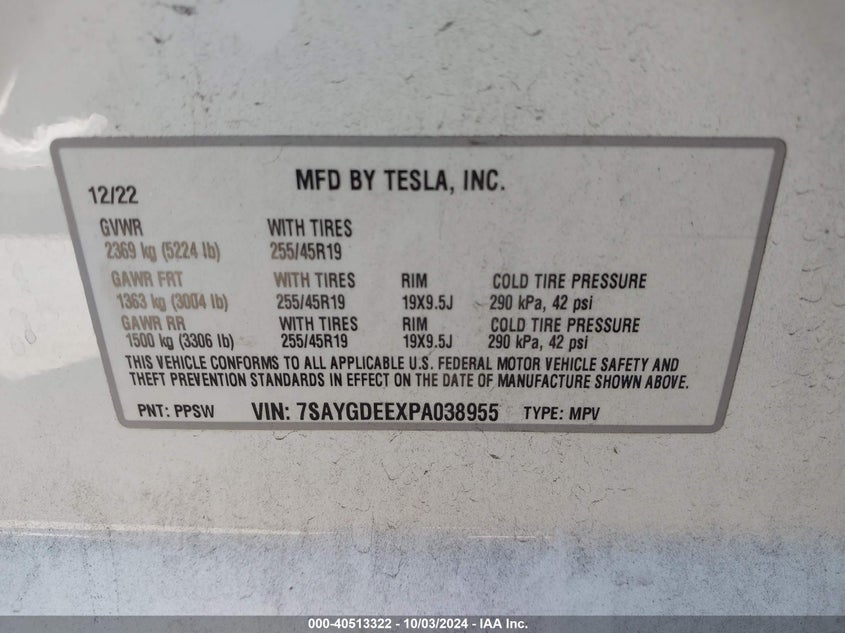 12/22 MFD BY TESLA, INC.
GVWR WITH TIRES
2369 kg (5224 lb) 255/45R19
GAWR FRT WITH TIRES RIM COLD TIRE PRESSURE
1363 kg (3004 lb) 255/45R19 19X9.5J 290 kPa, 42 psi
GAWR RR WITH TIRES RIM COLD TIRE PRESSURE
1500 kg (3306 lb) 255/45R19 19X9.5J 290 kPa, 42 psi
THIS VEHICLE CONFORMS TO ALL APPLICABLE U.S. FEDERAL MOTOR VEHICLE SAFETY AND
THEFT PREVENTION STANDARDS IN EFFECT ON THE DATE OF MANUFACTURE SHOWN ABOVE.
PNT: PPSW VIN: 7SAYGDEEXPA038955 TYPE: MPV
000-40513322 - 10/03/2024 - IAA Inc.